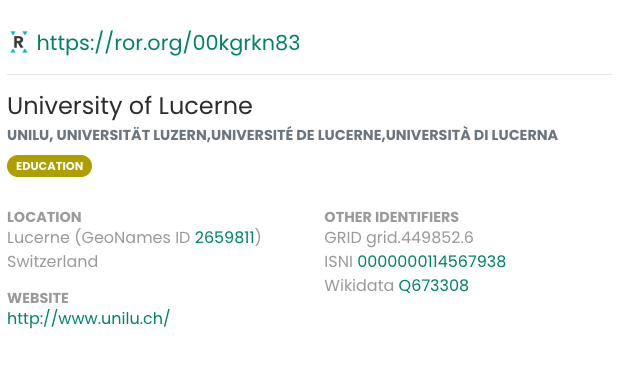 R https://ror.org/00kgrkn83
University of Lucerne
UNILU, UNIVERSITÄT LUZERN,UNIVERSITÉ DE LUCERNE,UNIVERSITÀ DI LUCERNA
EDUCATION
LOCATION
Lucerne (GeoNames ID 2659811)
Switzerland
WEBSITE
http://www.unilu.ch/
OTHER IDENTIFIERS
GRID grid.449852.6
ISNI 0000000114567938
Wikidata Q673308